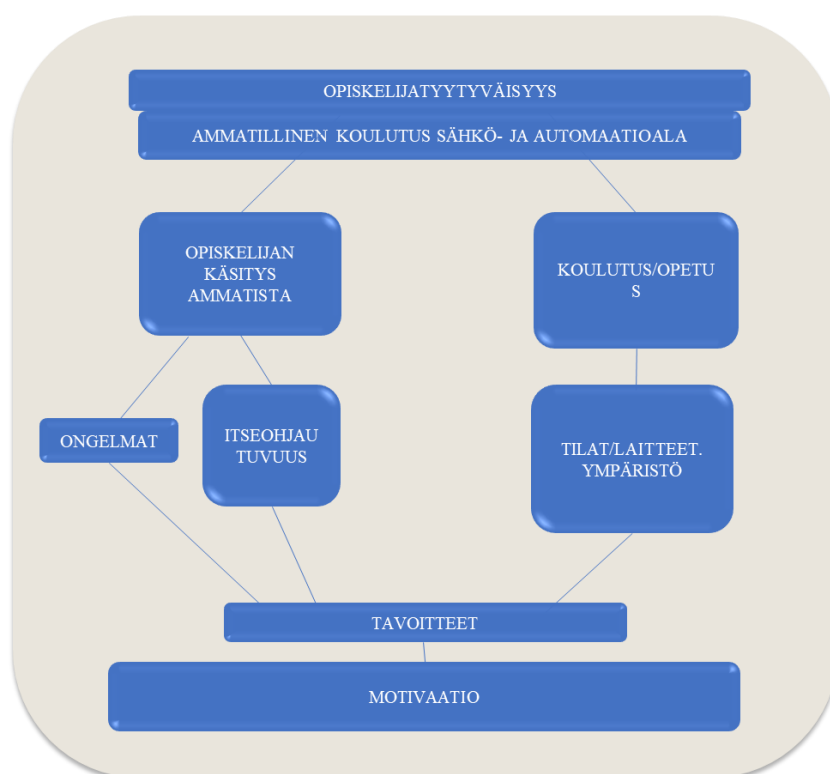 OPISKELIJATYYTYVÄISYYS
AMMATILLINEN KOULUTUS SÄHKÖ- JA AUTOMAATIOALA
OPISKELIJAN
KÄSITYS
AMMATISTA
KOULUTUS/OPETU
S
ONGELMAT
ITSEOHJAU
TUVUUS
TILAT/LAITTEET.
YMPÄRISTÖ
TAVOITTEET
MOTIVAATIO